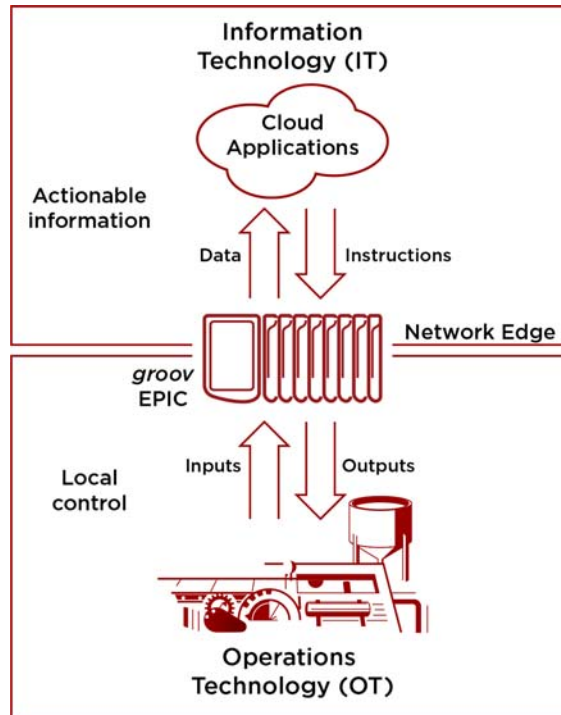 Information
Technology (IT)
Cloud
Applications
Actionable
information
Data
Instructions
Network Edge
groov
EPIC
Inputs
Outputs
Local
control
Operations
Technology (OT)